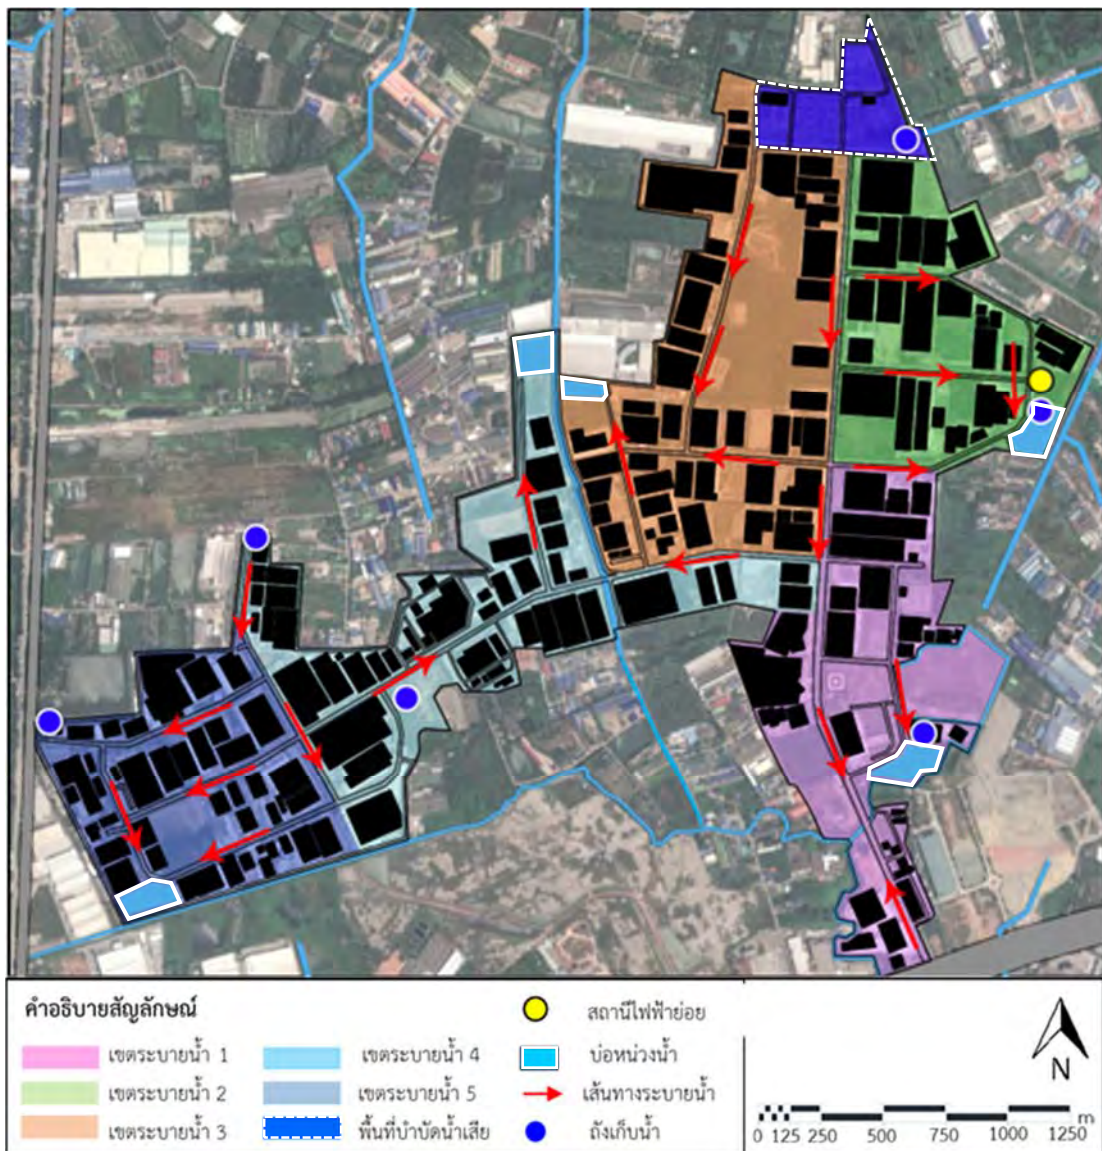 คำอธิบายสัญลักษณ์
เขตระบายน้ำ 1
เขตระบายน้ำ 2
เขตระบายน้ำ 3
เขตระบายน้ำ 4
เขตระบายน้ำ 5
พื้นที่บำบัดน้ำเสีย
สถานีไฟฟ้าย่อย
บ่อหน่วงน้ำ
เส้นทางระบายน้ำ
ถังเก็บน้ำ
N
0 125 250 500 750 1000 1250 m